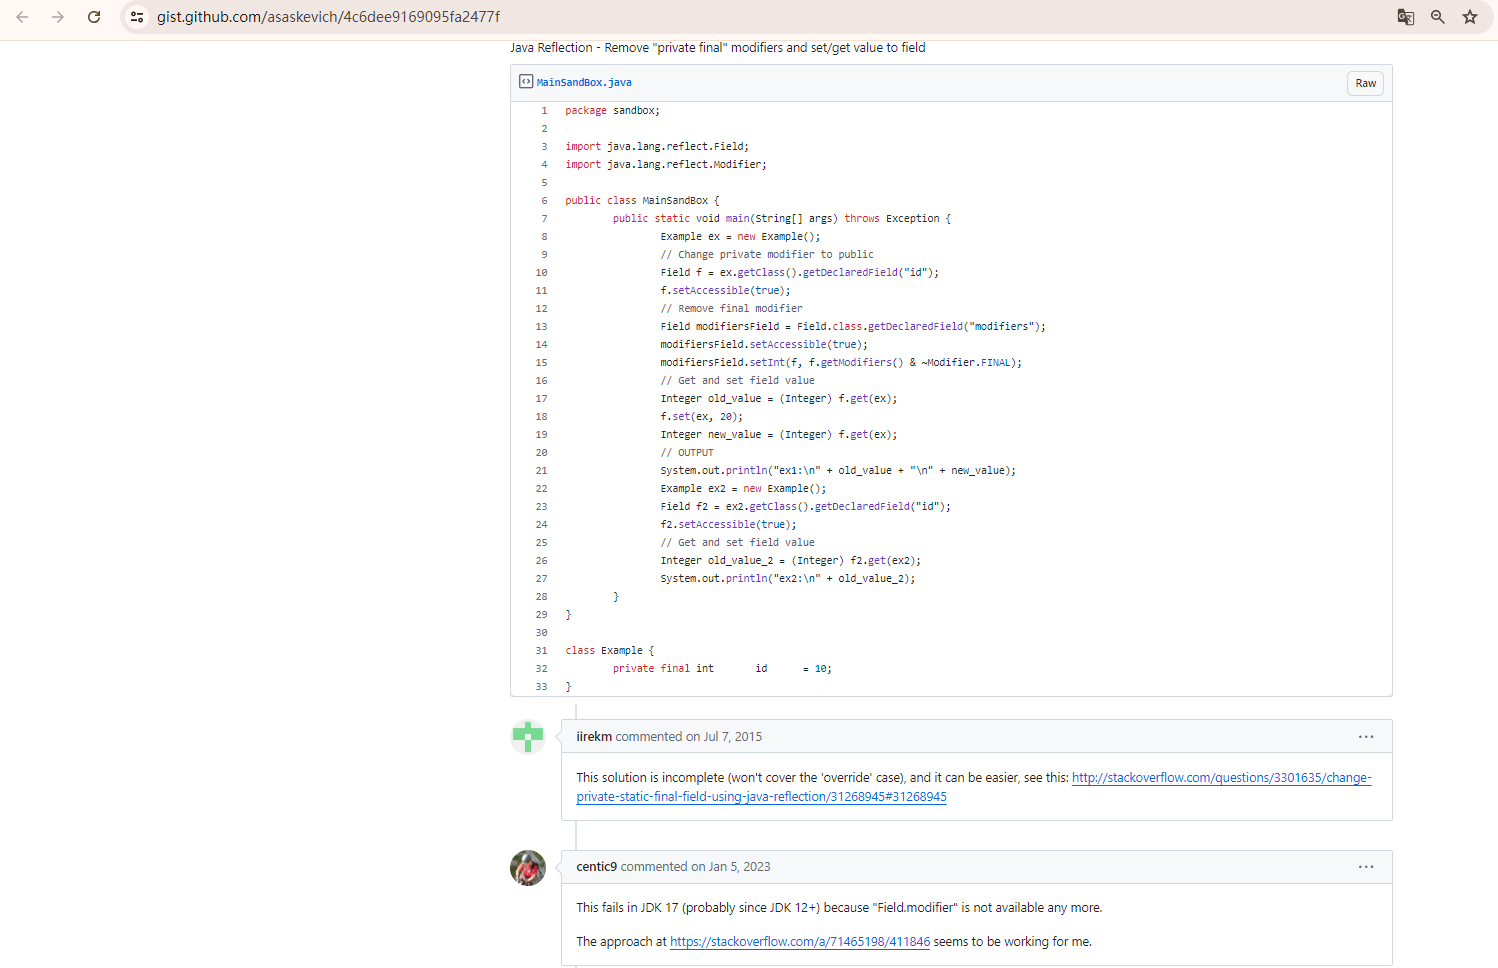 gist.github.com/asaskevich/4c6dee9169095fa2477f
Java Reflection - Remove "private final" modifiers and set/get value to field
MainSandBox.java
Raw
1 package sandbox;
2
3 import java.lang.reflect.Field;
4 import java.lang.reflect.Modifier;
5
6 public class MainSandBox {
7 public static void main(String[] args) throws Exception {
8 Example ex = new Example();
9 // Change private modifier to public
10 Field f = ex.getClass().getDeclaredField("id");
11 f.setAccessible(true);
12 // Remove final modifier
13 Field modifiersField = Field.class.getDeclaredField("modifiers");
14 modifiersField.setAccessible(true);
15 modifiersField.setInt(f, f.getModifiers() & ~Modifier.FINAL);
16 // Get and set field value
17 Integer old_value = (Integer) f.get(ex);
18 f.set(ex, 20);
19 Integer new_value = (Integer) f.get(ex);
20 // OUTPUT
21 System.out.println("ex1:\n" + old_value + "\n" + new_value);
22 Example ex2 = new Example();
23 Field f2 = ex2.getClass().getDeclaredField("id");
24 f2.setAccessible(true);
25 // Get and set field value
26 Integer old_value_2 = (Integer) f2.get(ex2);
27 System.out.println("ex2:\n" + old_value_2);
28 }
29 }
30
31 class Example {
32 private final int id = 10;
33 }
iirekm commented on Jul 7, 2015
This solution is incomplete (won't cover the 'override' case), and it can be easier, see this: http://stackoverflow.com/questions/3301635/change-
private-static-final-field-using-java-reflection/31268945#31268945
centic9 commented on Jan 5, 2023
This fails in JDK 17 (probably since JDK 12+) because "Field.modifier" is not available any more.
The approach at https://stackoverflow.com/a/71465198/411846 seems to be working for me.